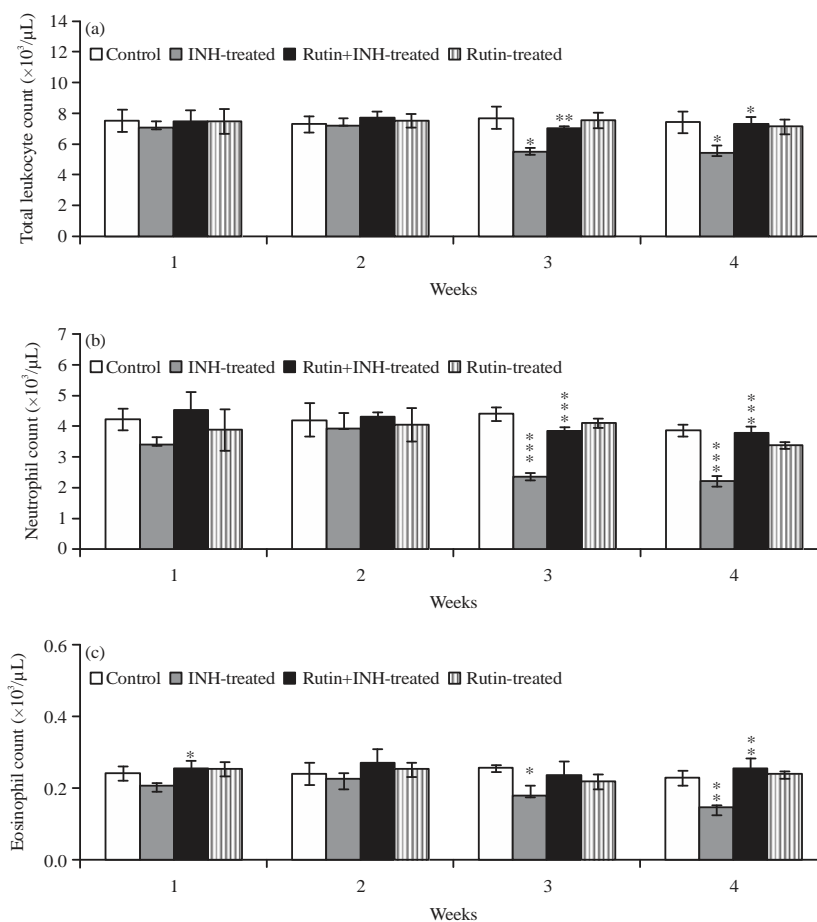 (a)
Control INH-treated Rutin+INH-treated Rutin-treated
Total leukocyte count (×10³/µL)
14
12
10
8
6
4
2
0
* ** * *
1 2 3 4
Weeks
(b)
Control INH-treated Rutin+INH-treated Rutin-treated
Neutrophil count (×10³/µL)
7
6
5
4
3
2
1
0
*** *** *** ***
1 2 3 4
Weeks
(c)
Control INH-treated Rutin+INH-treated Rutin-treated
Eosinophil count (×10³/µL)
0.6
0.4
0.2
0.0
* * ** **
1 2 3 4
Weeks